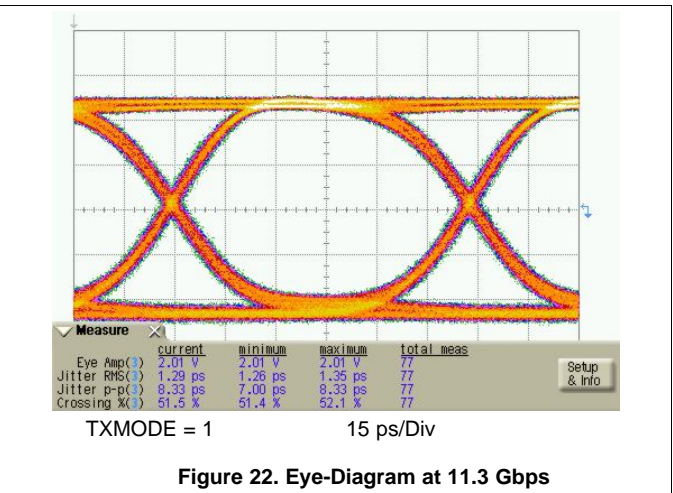 Measure
current minimum maximum total meas
Eye Amp(3) 2.01 V 2.01 V 2.01 V 77
Jitter RMS(3) 1.29 ps 1.26 ps 1.35 ps 77
Jitter p-p(3) 8.33 ps 7.00 ps 8.33 ps 77
Crossing %(3) 51.5 % 51.4 % 52.1 % 77
Setup
& Info
TXMODE = 1 15 ps/Div
Figure 22. Eye-Diagram at 11.3 Gbps